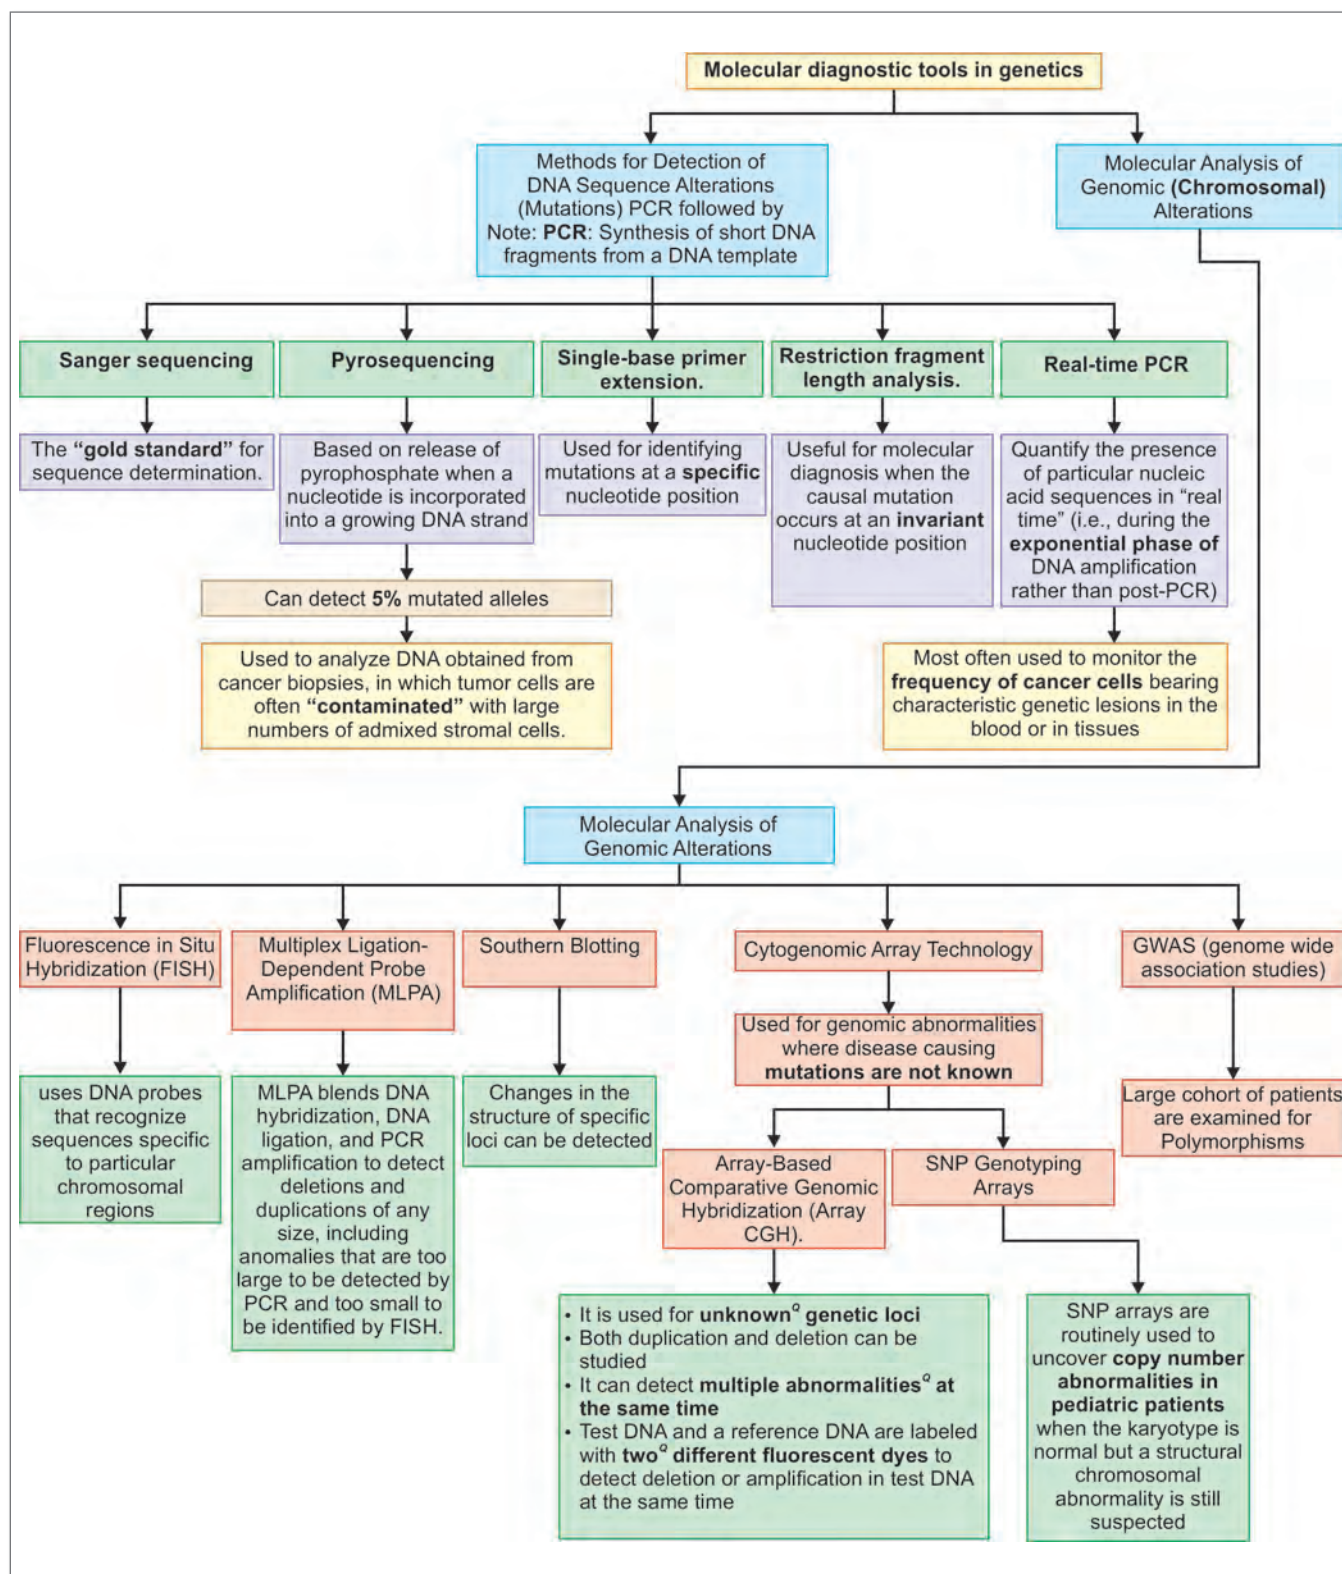 Molecular diagnostic tools in genetics
Methods for Detection of
DNA Sequence Alterations
(Mutations) PCR followed by
Note: PCR: Synthesis of short DNA
fragments from a DNA template
Molecular Analysis of
Genomic (Chromosomal)
Alterations
Sanger sequencing
Pyrosequencing
Single-base primer
extension.
Restriction fragment
length analysis.
Real-time PCR
The “gold standard” for
sequence determination.
Based on release of
pyrophosphate when a
nucleotide is incorporated
into a growing DNA strand
Used for identifying
mutations at a specific
nucleotide position
Useful for molecular
diagnosis when the
causal mutation
occurs at an invariant
nucleotide position
Quantify the presence
of particular nucleic
acid sequences in “real
time” (i.e., during the
exponential phase of
DNA amplification
rather than post-PCR)
Can detect 5% mutated alleles
Used to analyze DNA obtained from
cancer biopsies, in which tumor cells are
often “contaminated” with large
numbers of admixed stromal cells.
Most often used to monitor the
frequency of cancer cells bearing
characteristic genetic lesions in the
blood or in tissues
Molecular Analysis of
Genomic Alterations
Fluorescence in Situ
Hybridization (FISH)
Multiplex Ligation-
Dependent Probe
Amplification (MLPA)
Southern Blotting
Cytogenomic Array Technology
GWAS (genome wide
association studies)
Used for genomic abnormalities
where disease causing
mutations are not known
uses DNA probes
that recognize
sequences specific
to particular
chromosomal
regions
MLPA blends DNA
hybridization, DNA
ligation, and PCR
amplification to detect
deletions and
duplications of any
size, including
anomalies that are too
large to be detected by
PCR and too small to
be identified by FISH.
Changes in the
structure of specific
loci can be detected
Large cohort of patients
are examined for
Polymorphisms
Array-Based
Comparative Genomic
Hybridization (Array
CGH).
SNP Genotyping
Arrays
• It is used for unknownQ genetic loci
• Both duplication and deletion can be
studied
• It can detect multiple abnormalitiesQ at
the same time
• Test DNA and a reference DNA are labeled
with twoQ different fluorescent dyes to
detect deletion or amplification in test DNA
at the same time
SNP arrays are
routinely used to
uncover copy number
abnormalities in
pediatric patients
when the karyotype is
normal but a structural
chromosomal
abnormality is still
suspected